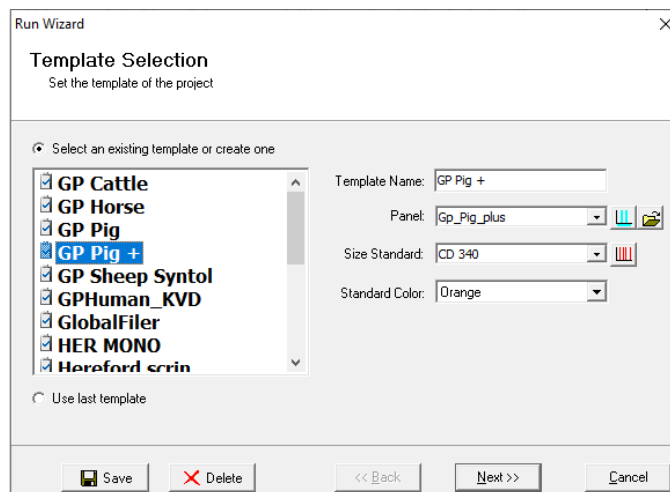 Run Wizard
Template Selection
Set the template of the project
Select an existing template or create one
GP Cattle
GP Horse
GP Pig
GP Pig +
GP Sheep Syntol
GPHuman_KVD
GlobalFiler
HER MONO
Hereford scrin
Template Name: GP Pig +
Panel: Gp_Pig_plus
Size Standard: CD 340
Standard Color: Orange
Use last template
Save Delete << Back Next >> Cancel